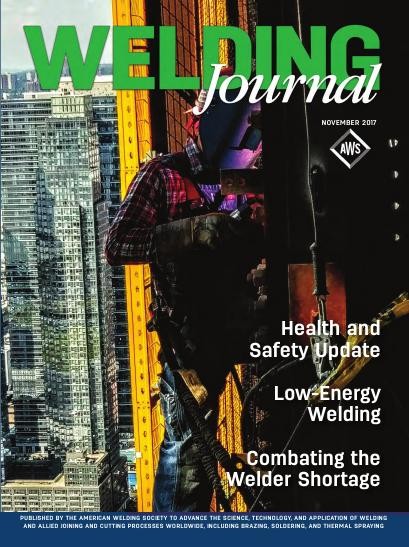 WELDING
Journal
NOVEMBER 2017
AWS
Health and
Safety Update
Low-Energy
Welding
Combating the
Welder Shortage
PUBLISHED BY THE AMERICAN WELDING SOCIETY TO ADVANCE THE SCIENCE, TECHNOLOGY, AND APPLICATION OF WELDING
AND ALLIED JOINING AND CUTTING PROCESSES WORLDWIDE, INCLUDING BRAZING, SOLDERING, AND THERMAL SPRAYING